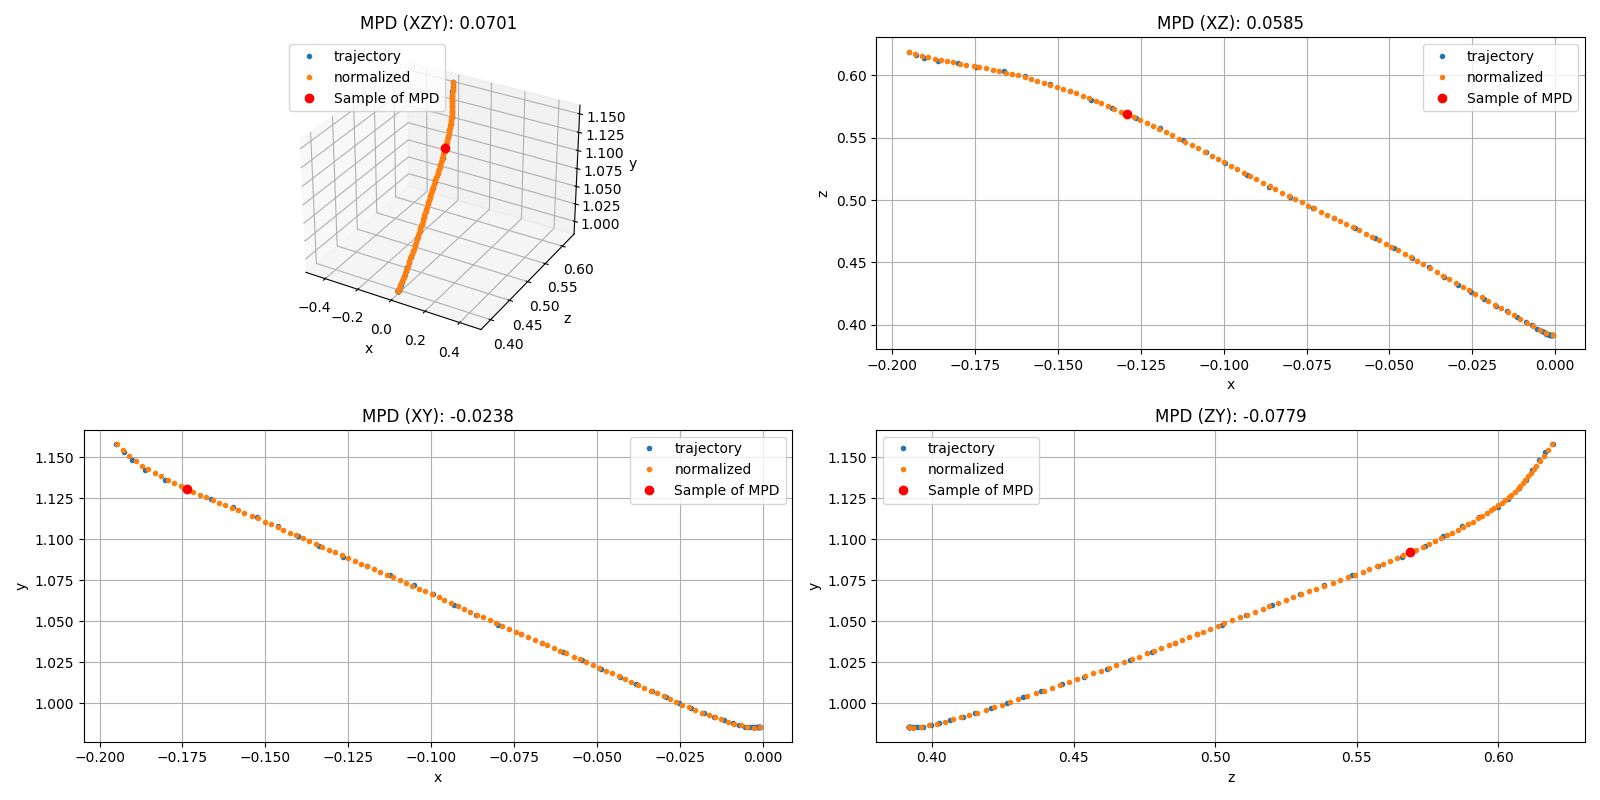 MPD (XZY): 0.0701
trajectory
normalized
Sample of MPD
1.150
1.125
1.100
1.075
1.050
1.025
1.000
y
0.60
0.55
0.50
0.45
0.40
z
−0.4
−0.2
0.0
0.2
0.4
x
MPD (XZ): 0.0585
trajectory
normalized
Sample of MPD
0.60
0.55
0.50
0.45
0.40
z
−0.200 −0.175 −0.150 −0.125 −0.100 −0.075 −0.050 −0.025 0.000
x
MPD (XY): -0.0238
trajectory
normalized
Sample of MPD
1.150
1.125
1.100
1.075
1.050
1.025
1.000
y
−0.200 −0.175 −0.150 −0.125 −0.100 −0.075 −0.050 −0.025 0.000
x
MPD (ZY): -0.0779
trajectory
normalized
Sample of MPD
1.150
1.125
1.100
1.075
1.050
1.025
1.000
y
0.40 0.45 0.50 0.55 0.60
z